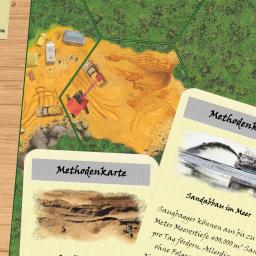 Methodenkarte
Methodenk
Sandabbau im Meer
Saugbagger können aus bis zu
Meter Meerestiefe 400.000 m³ San
pro Tag fördern. Allerdin
ohne